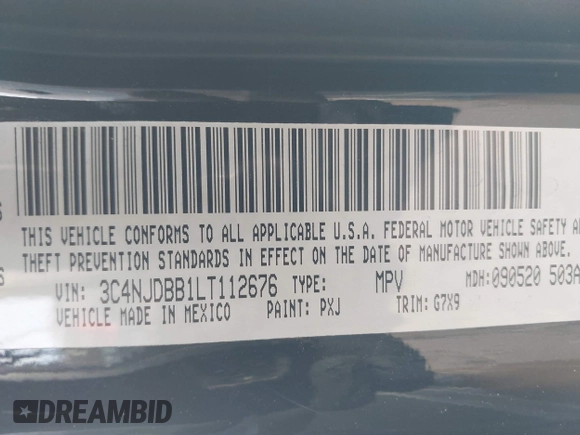 THIS VEHICLE CONFORMS TO ALL APPLICABLE U.S.A. FEDERAL MOTOR VEHICLE SAFETY
THEFT PREVENTION STANDARDS IN EFFECT ON THE DATE OF MANUFACTURE SHOWN ABOVE.
VIN: 3C4NJDBB1LT112676 TYPE: MPV MDH: 090520 503A
VEHICLE MADE IN MEXICO PAINT: PXJ TRIM: G7X9
DREAMBID